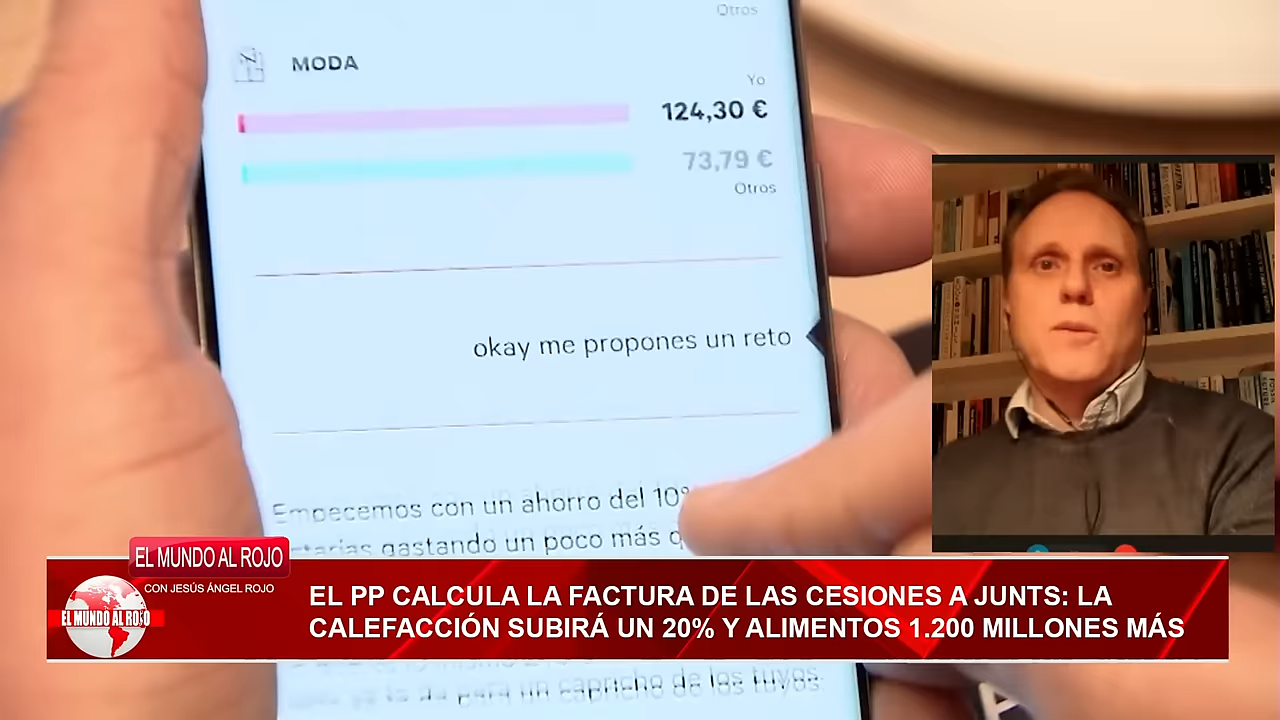 Otros
MODA
Yo
124,30 €
73,79 €
Otros
okay me propones un reto
Empecemos con un ahorro del 10%
gastando un poco más
EL MUNDO AL ROJO
CON JESÚS ÁNGEL ROJO
EL MUNDO AL ROJO
EL PP CALCULA LA FACTURA DE LAS CESIONES A JUNTS: LA
CALEFACCIÓN SUBIRÁ UN 20% Y ALIMENTOS 1.200 MILLONES MÁS
para un capricho de los tuyos.